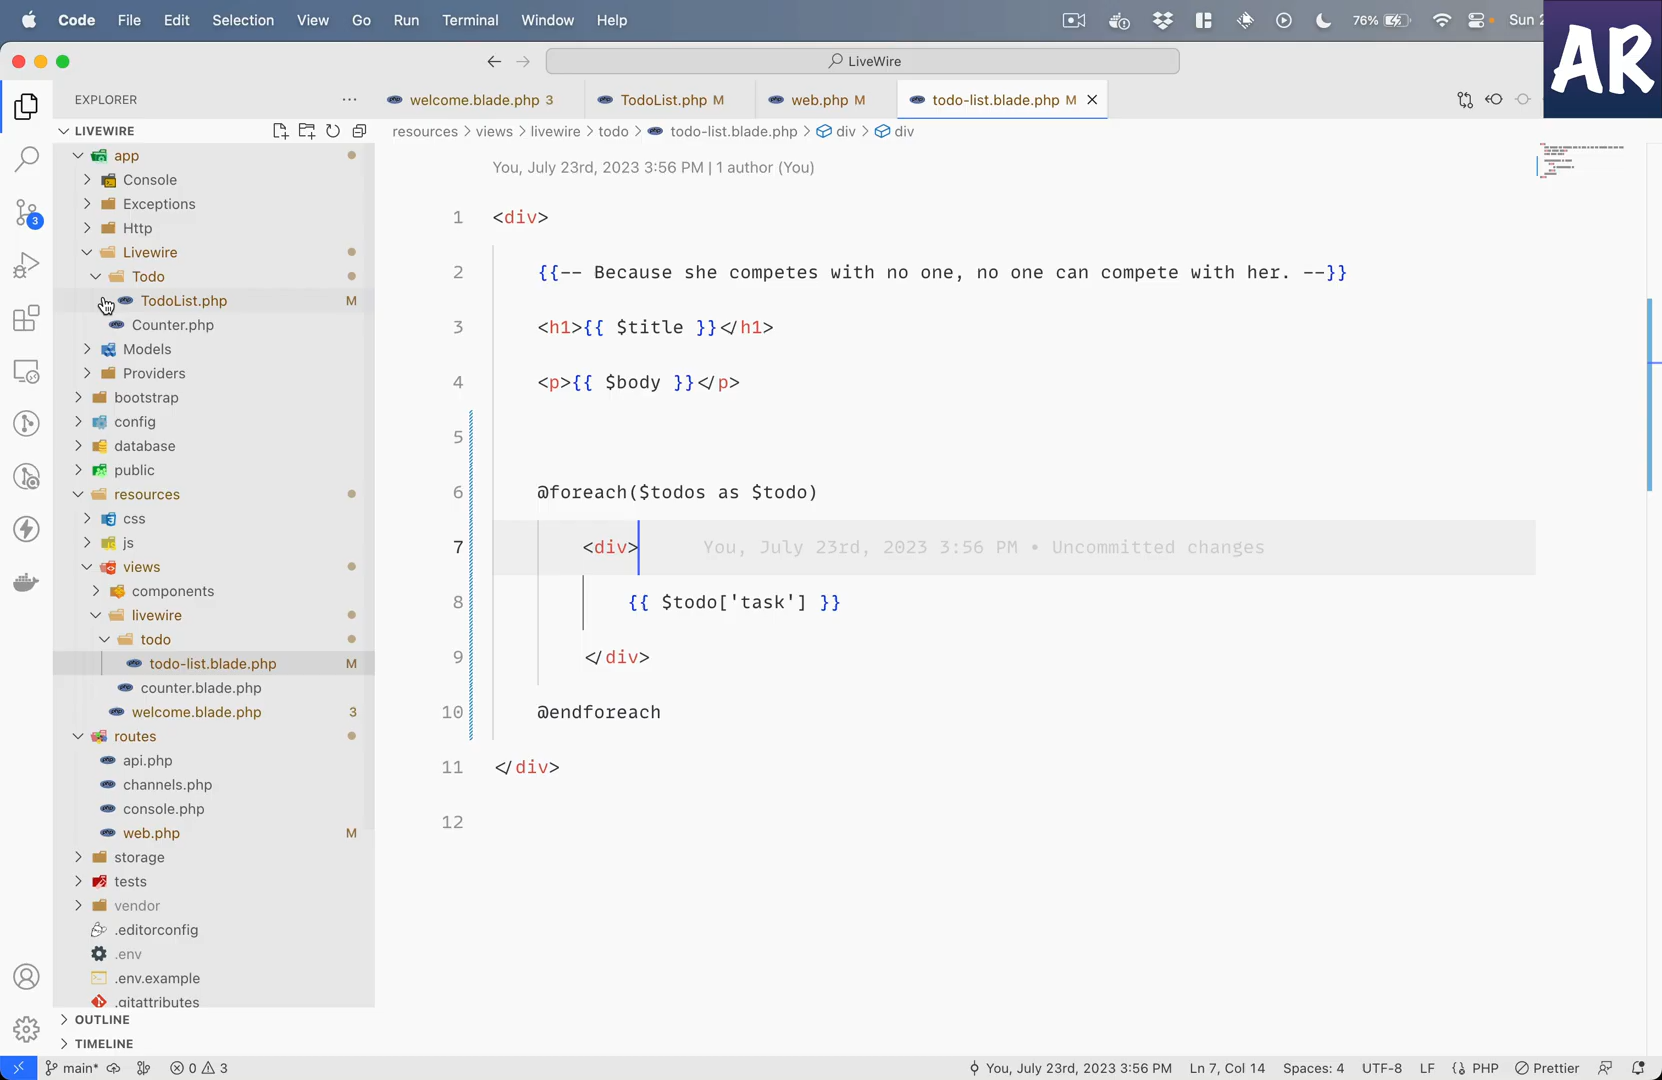 Code File Edit Selection View Go Run Terminal Window Help 76% Sun 2
AR
LiveWire
EXPLORER
welcome.blade.php 3 TodoList.php M web.php M todo-list.blade.php M
LIVEWIRE
resources > views > livewire > todo > todo-list.blade.php > div > div
app
Console
Exceptions
Http
Livewire
Todo
TodoList.php M
Counter.php
Models
Providers
bootstrap
config
database
public
resources
css
js
views
components
livewire
todo
todo-list.blade.php M
counter.blade.php
welcome.blade.php 3
routes
api.php
channels.php
console.php
web.php M
storage
tests
vendor
.editorconfig
.env
.env.example
.gitattributes
OUTLINE
TIMELINE
3
You, July 23rd, 2023 3:56 PM | 1 author (You)
1 <div>
2 {{-- Because she competes with no one, no one can compete with her. --}}
3 <h1>{{ $title }}</h1>
4 <p>{{ $body }}</p>
5
6 @foreach($todos as $todo)
7 <div> You, July 23rd, 2023 3:56 PM • Uncommitted changes
8 {{ $todo['task'] }}
9 </div>
10 @endforeach
11 </div>
12
main* 0 3 You, July 23rd, 2023 3:56 PM Ln 7, Col 14 Spaces: 4 UTF-8 LF PHP Prettier